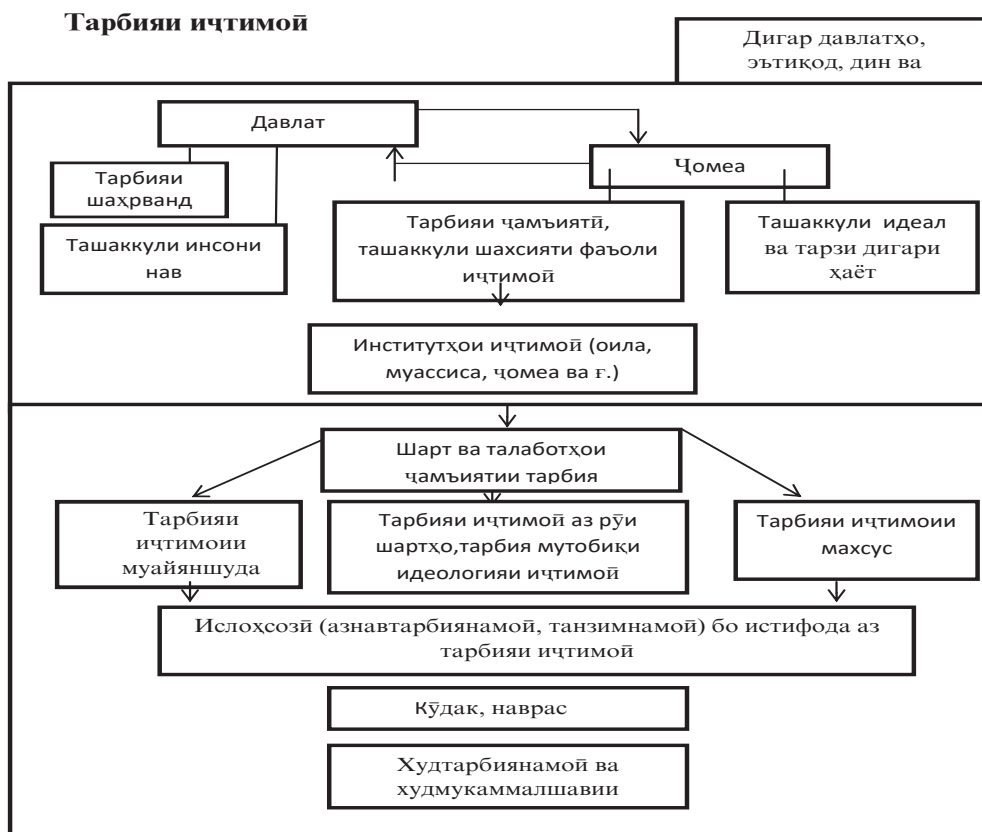 Тарбияи иҷтимоӣ
Дигар давлатҳо,
эътиқод, дин ва
Давлат
Ҷомеа
Тарбияи
шаҳрванд
Ташаккули инсони
нав
Тарбияи ҷамъиятӣ,
ташаккули шахсияти фаъоли
иҷтимоӣ
Ташаккули идеал
ва тарзи дигари
ҳаёт
Институтҳои иҷтимоӣ (оила,
муассиса, ҷомеа ва ғ.)
Шарт ва талаботҳои
ҷамъиятии тарбия
Тарбияи
иҷтимоии
муайяншуда
Тарбияи иҷтимоӣ аз рӯи
шартҳо,тарбия мутобиқи
идеологияи иҷтимоӣ
Тарбияи иҷтимоии
махсус
Ислоҳсозӣ (азнавтарбиянамоӣ, танзимнамоӣ) бо истифода аз
тарбияи иҷтимоӣ
Кӯдак, наврас
Худтарбиянамоӣ ва
худмукаммалшавии